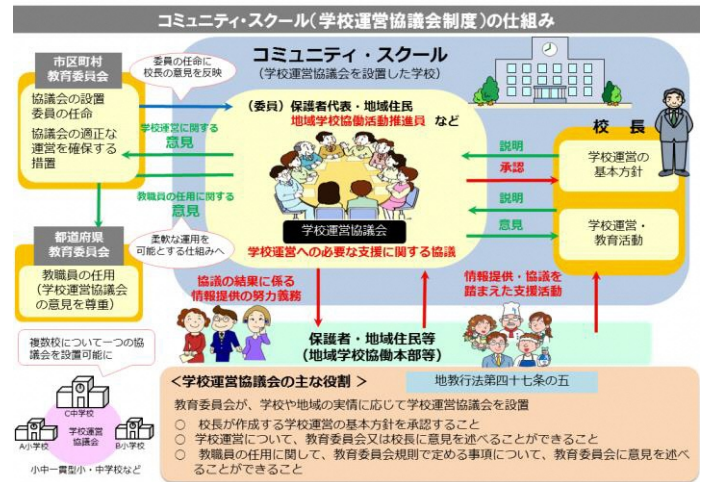 コミュニティ・スクール(学校運営協議会制度)の仕組み
市区町村
教育委員会
協議会の設置
委員の任命
協議会の適正な
運営を確保する
措置
委員の任命に
校長の意見を反映
コミュニティ・スクール
(学校運営協議会を設置した学校)
(委員)保護者代表・地域住民
地域学校協働活動推進員 など
学校運営に関する
意見
教職員の任用に関する
意見
柔軟な運用を
可能とする仕組みへ
学校運営協議会
学校運営への必要な支援に関する協議
説明
承認
説明
意見
校 長
学校運営の
基本方針
学校運営・
教育活動
都道府県
教育委員会
教職員の任用
(学校運営協議会
の意見を尊重)
協議の結果に係る
情報提供の努力義務
情報提供・協議を
踏まえた支援活動
保護者・地域住民等
(地域学校協働本部等)
複数校について一つの協
議会を設置可能に
C中学校
学校運営
協議会
A小学校
B小学校
小中一貫型小・中学校など
<学校運営協議会の主な役割 >
地教行法第四十七条の五
教育委員会が、学校や地域の実情に応じて学校運営協議会を設置
○ 校長が作成する学校運営の基本方針を承認すること
○ 学校運営について、教育委員会又は校長に意見を述べることができること
○ 教職員の任用に関して、教育委員会規則で定める事項について、教育委員会に意見を述べ
ることができること